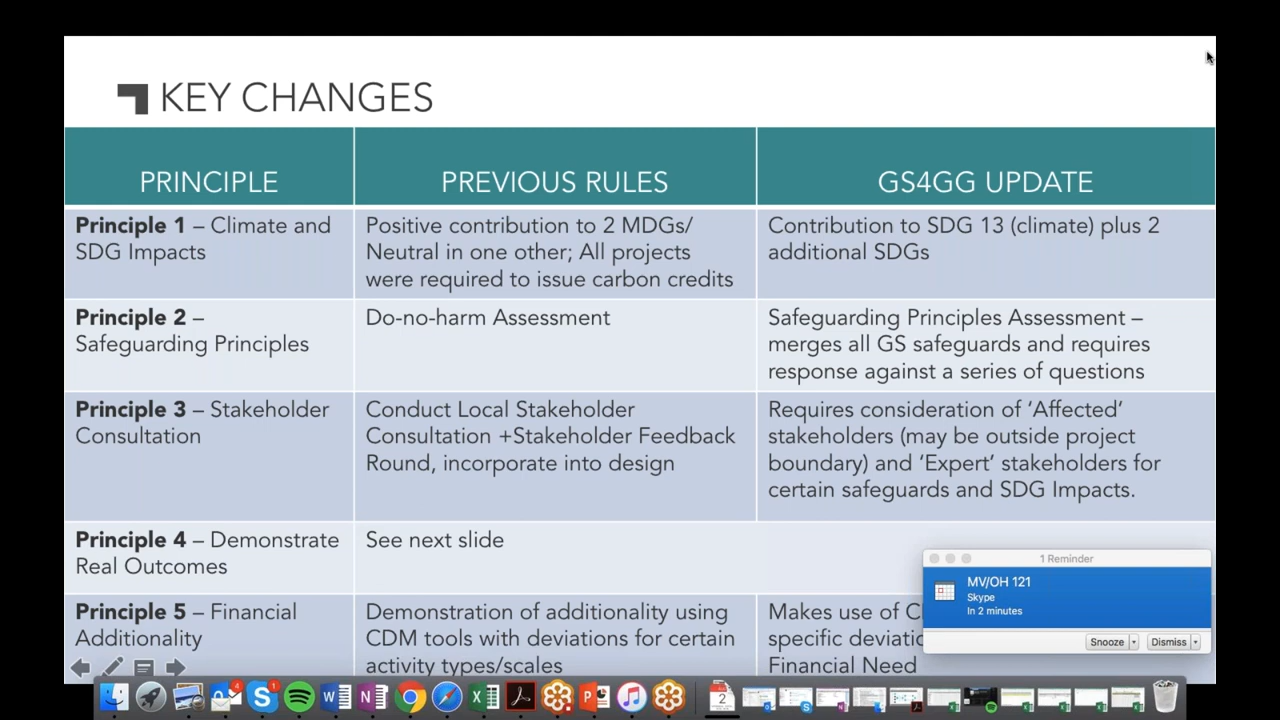 KEY CHANGES
PRINCIPLE
PREVIOUS RULES
GS4GG UPDATE
Principle 1 – Climate and
SDG Impacts
Positive contribution to 2 MDGs/
Neutral in one other; All projects
were required to issue carbon credits
Contribution to SDG 13 (climate) plus 2
additional SDGs
Principle 2 –
Safeguarding Principles
Do-no-harm Assessment
Safeguarding Principles Assessment –
merges all GS safeguards and requires
response against a series of questions
Principle 3 – Stakeholder
Consultation
Conduct Local Stakeholder
Consultation +Stakeholder Feedback
Round, incorporate into design
Requires consideration of ‘Affected’
stakeholders (may be outside project
boundary) and ‘Expert’ stakeholders for
certain safeguards and SDG Impacts.
Principle 4 – Demonstrate
Real Outcomes
See next slide
Principle 5 – Financial
Additionality
Demonstration of additionality using
CDM tools with deviations for certain
activity types/scales
Makes use of C
specific deviatio
Financial Need
1 Reminder
MV/OH 121
Skype
In 2 minutes
Snooze
Dismiss
4
1
2